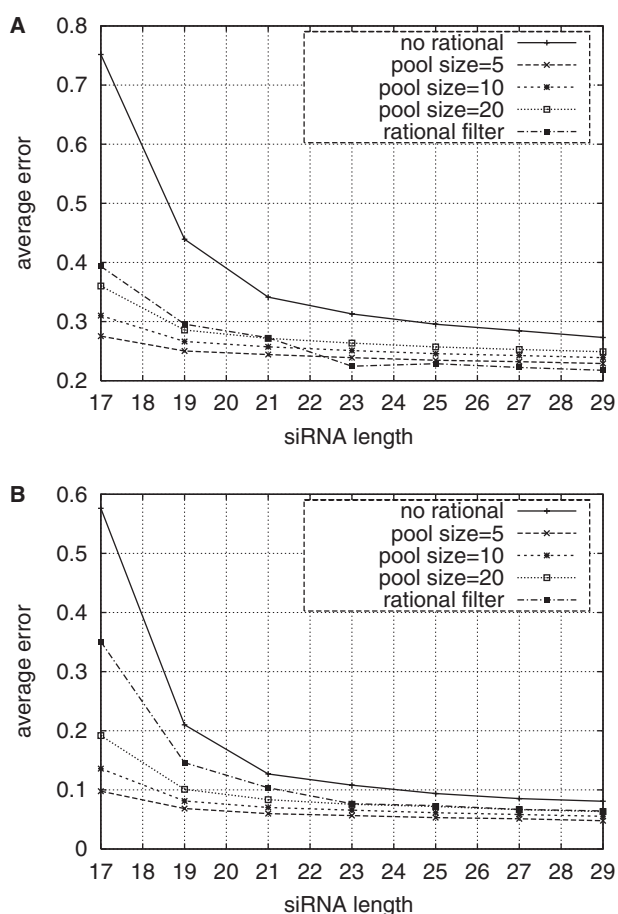 A
0.8
0.7
0.6
0.5
0.4
0.3
0.2
average error
no rational
pool size=5
pool size=10
pool size=20
rational filter
17 18 19 20 21 22 23 24 25 26 27 28 29
siRNA length
B
0.6
0.5
0.4
0.3
0.2
0.1
0
average error
no rational
pool size=5
pool size=10
pool size=20
rational filter
17 18 19 20 21 22 23 24 25 26 27 28 29
siRNA length